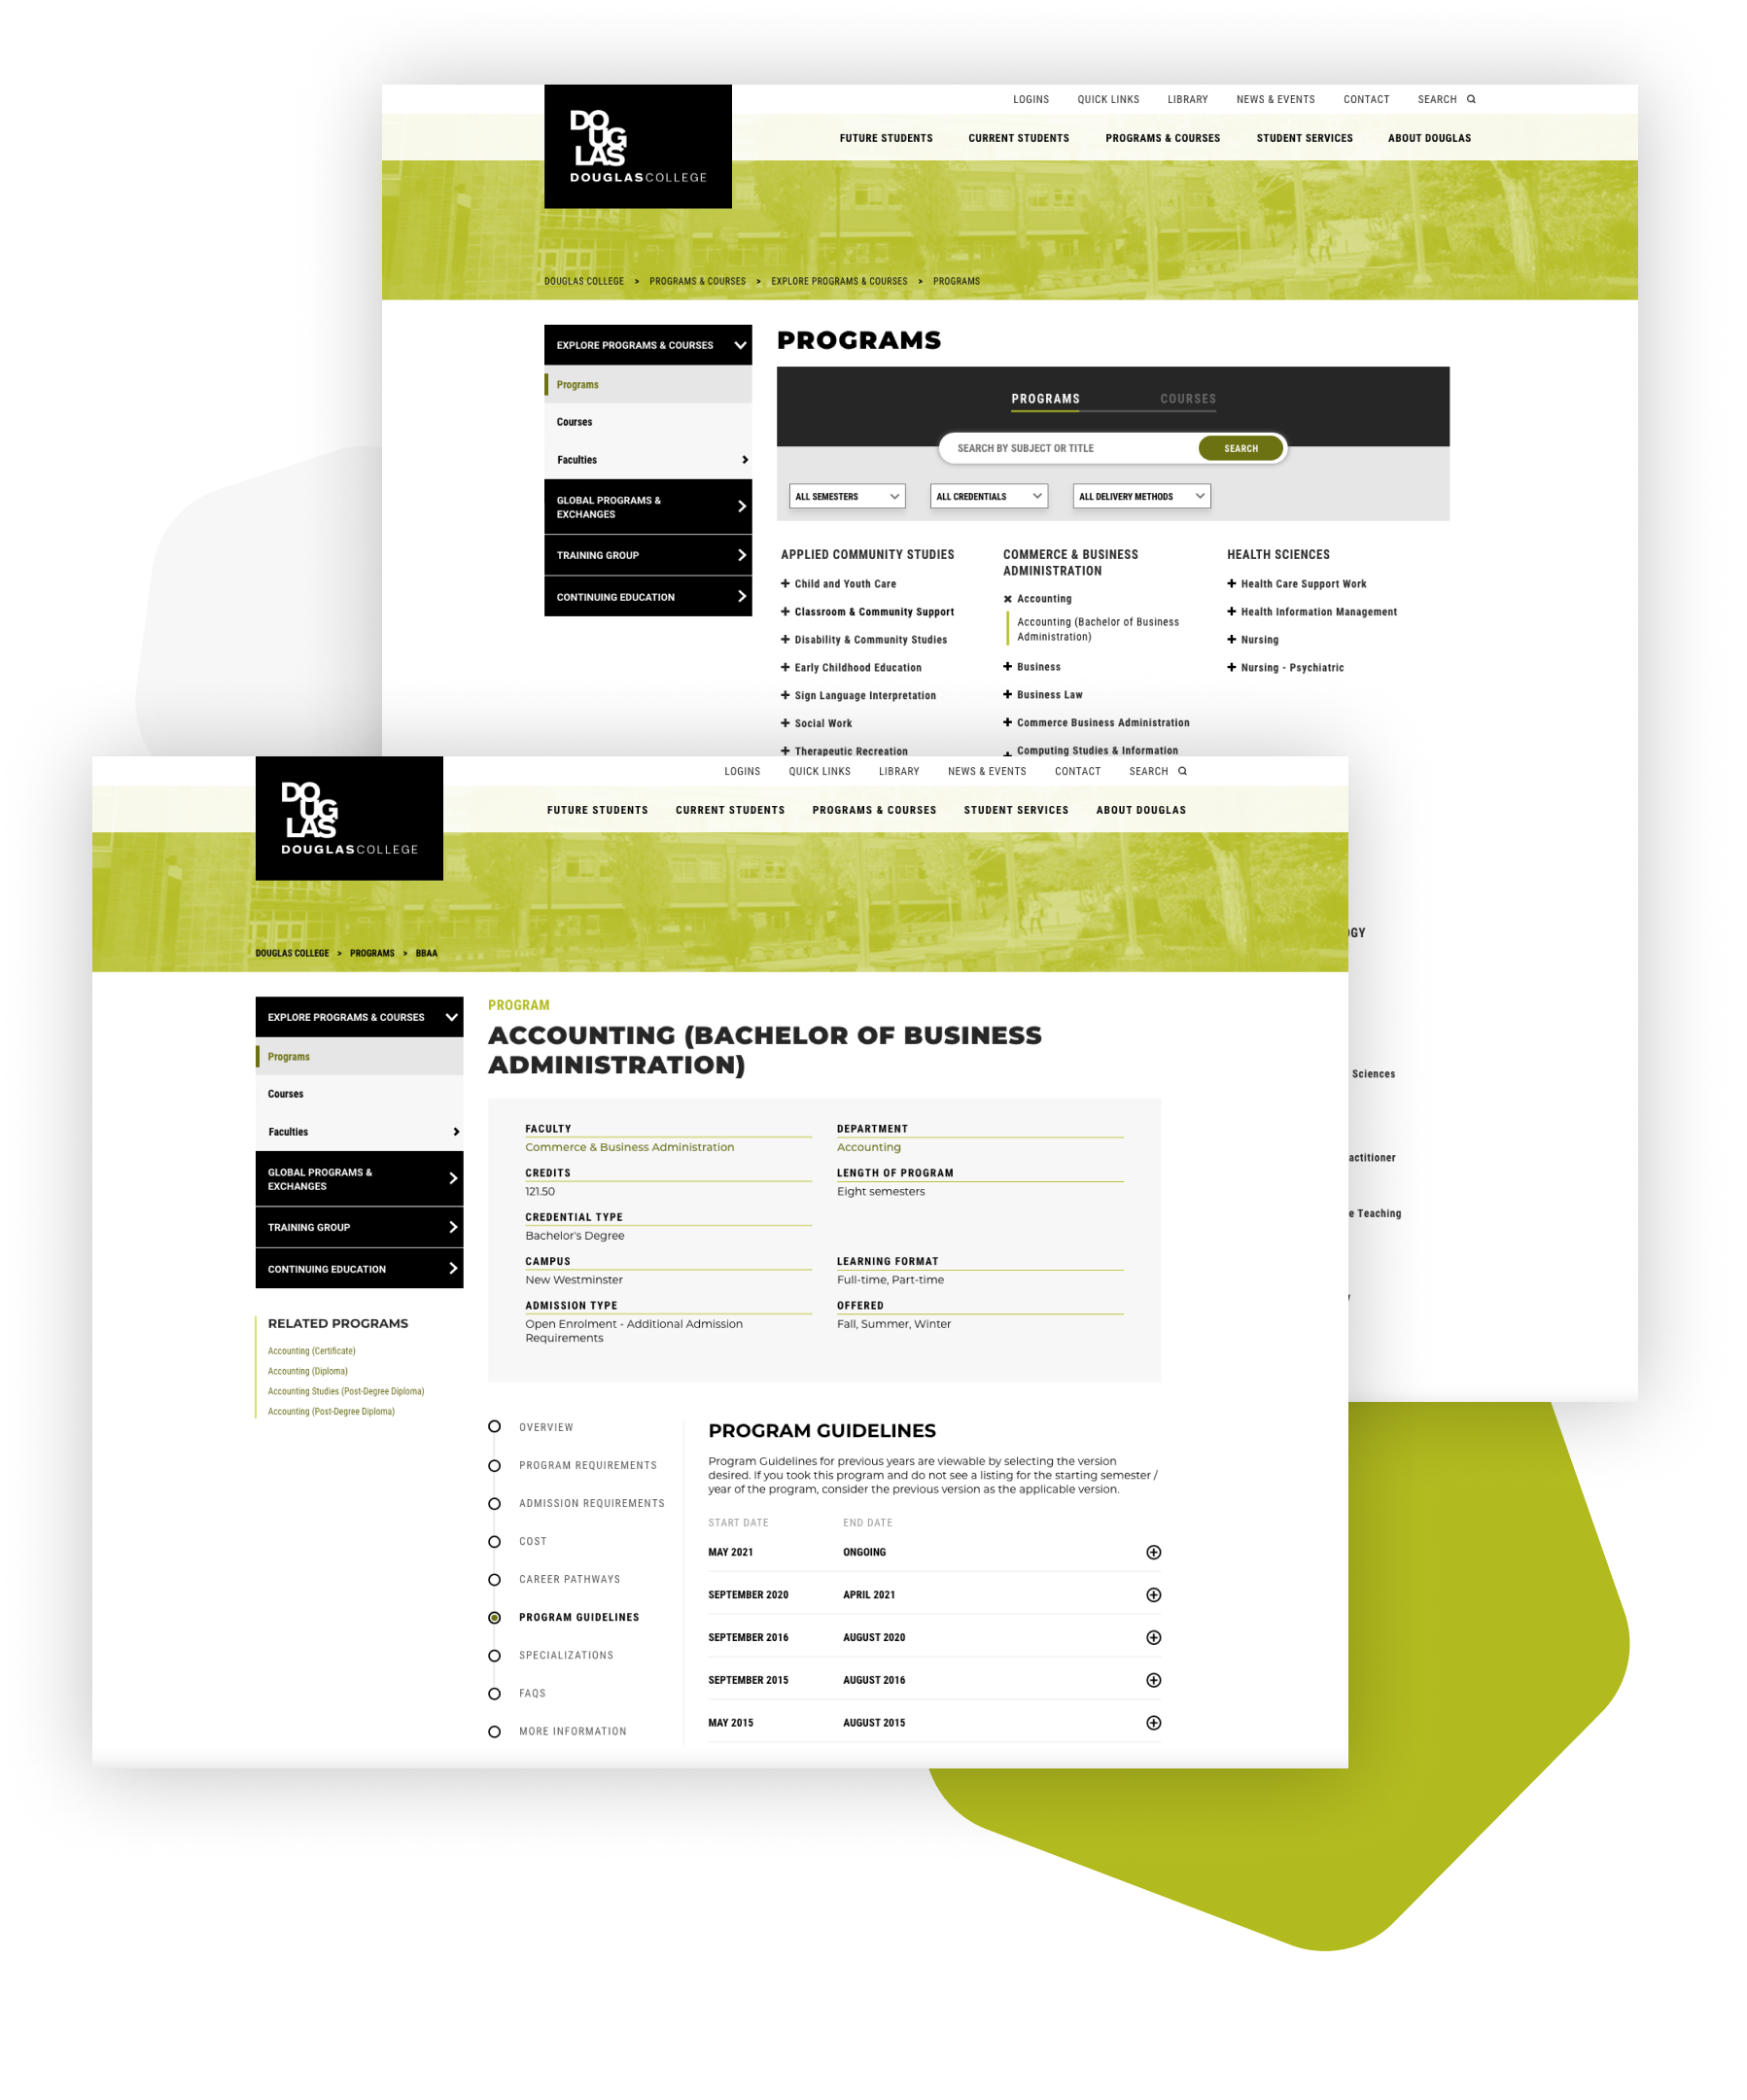 DO
UG
LAS
DOUGLASCOLLEGE
LOGINS QUICK LINKS LIBRARY NEWS & EVENTS CONTACT SEARCH
FUTURE STUDENTS CURRENT STUDENTS PROGRAMS & COURSES STUDENT SERVICES ABOUT DOUGLAS
DOUGLAS COLLEGE > PROGRAMS & COURSES > EXPLORE PROGRAMS & COURSES > PROGRAMS
EXPLORE PROGRAMS & COURSES
Programs
Courses
Faculties
GLOBAL PROGRAMS &
EXCHANGES
TRAINING GROUP
CONTINUING EDUCATION
PROGRAMS
PROGRAMS COURSES
SEARCH BY SUBJECT OR TITLE SEARCH
ALL SEMESTERS ALL CREDENTIALS ALL DELIVERY METHODS
APPLIED COMMUNITY STUDIES
Child and Youth Care
Classroom & Community Support
Disability & Community Studies
Early Childhood Education
Sign Language Interpretation
Social Work
Therapeutic Recreation
COMMERCE & BUSINESS
ADMINISTRATION
Accounting
Accounting (Bachelor of Business
Administration)
Business
Business Law
Commerce Business Administration
Computing Studies & Information
HEALTH SCIENCES
Health Care Support Work
Health Information Management
Nursing
Nursing - Psychiatric
Sciences
Teaching
DO
UG
LAS
DOUGLASCOLLEGE
LOGINS QUICK LINKS LIBRARY NEWS & EVENTS CONTACT SEARCH
FUTURE STUDENTS CURRENT STUDENTS PROGRAMS & COURSES STUDENT SERVICES ABOUT DOUGLAS
DOUGLAS COLLEGE > PROGRAMS > BBAA
EXPLORE PROGRAMS & COURSES
Programs
Courses
Faculties
GLOBAL PROGRAMS &
EXCHANGES
TRAINING GROUP
CONTINUING EDUCATION
RELATED PROGRAMS
Accounting (Certificate)
Accounting (Diploma)
Accounting Studies (Post-Degree Diploma)
Accounting (Post-Degree Diploma)
PROGRAM
ACCOUNTING (BACHELOR OF BUSINESS
ADMINISTRATION)
FACULTY
Commerce & Business Administration
DEPARTMENT
Accounting
CREDITS
121.50
LENGTH OF PROGRAM
Eight semesters
CREDENTIAL TYPE
Bachelor's Degree
CAMPUS
New Westminster
LEARNING FORMAT
Full-time, Part-time
ADMISSION TYPE
Open Enrolment - Additional Admission
Requirements
OFFERED
Fall, Summer, Winter
OVERVIEW
PROGRAM REQUIREMENTS
ADMISSION REQUIREMENTS
COST
CAREER PATHWAYS
PROGRAM GUIDELINES
SPECIALIZATIONS
FAQS
MORE INFORMATION
PROGRAM GUIDELINES
Program Guidelines for previous years are viewable by selecting the version
desired. If you took this program and do not see a listing for the starting semester /
year of the program, consider the previous version as the applicable version.
START DATE END DATE
MAY 2021 ONGOING
SEPTEMBER 2020 APRIL 2021
SEPTEMBER 2016 AUGUST 2020
SEPTEMBER 2015 AUGUST 2016
MAY 2015 AUGUST 2015